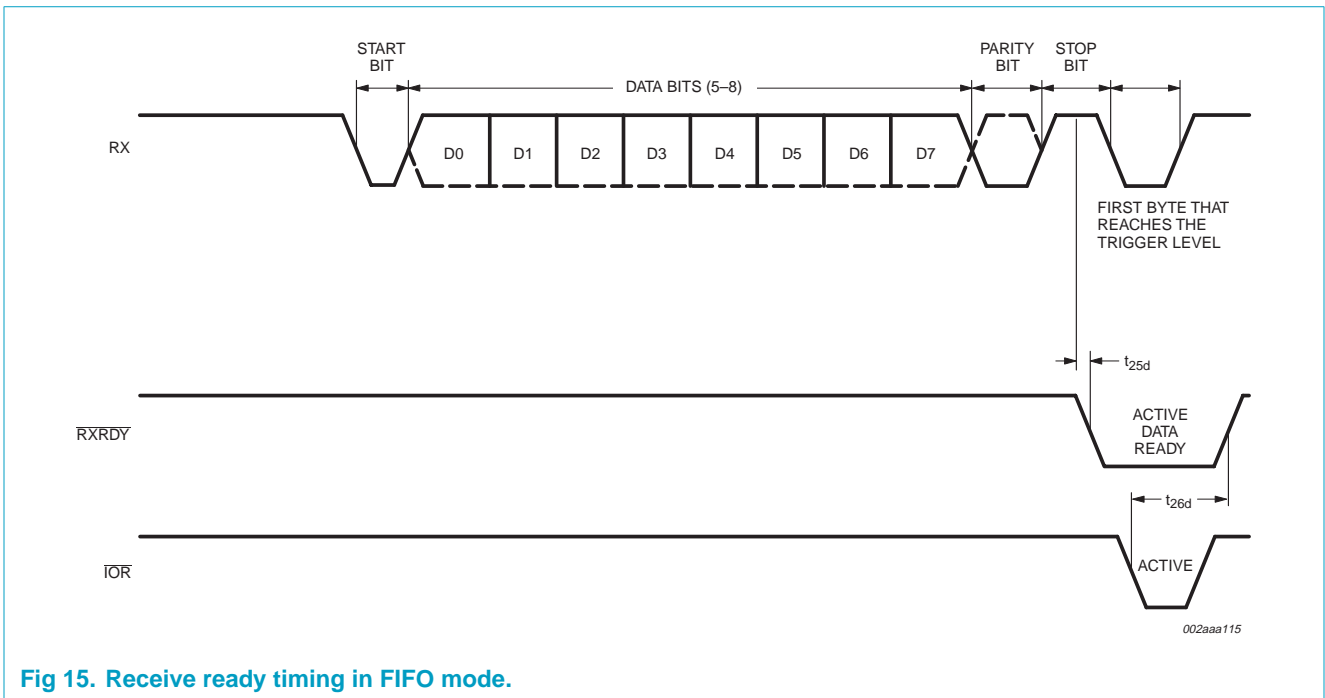 START
BIT
DATA BITS (5–8)
PARITY
BIT
STOP
BIT
RX
D0 D1 D2 D3 D4 D5 D6 D7
FIRST BYTE THAT
REACHES THE
TRIGGER LEVEL
t25d
RXRDY
ACTIVE
DATA
READY
t26d
IOR
ACTIVE
002aaa115
Fig 15. Receive ready timing in FIFO mode.